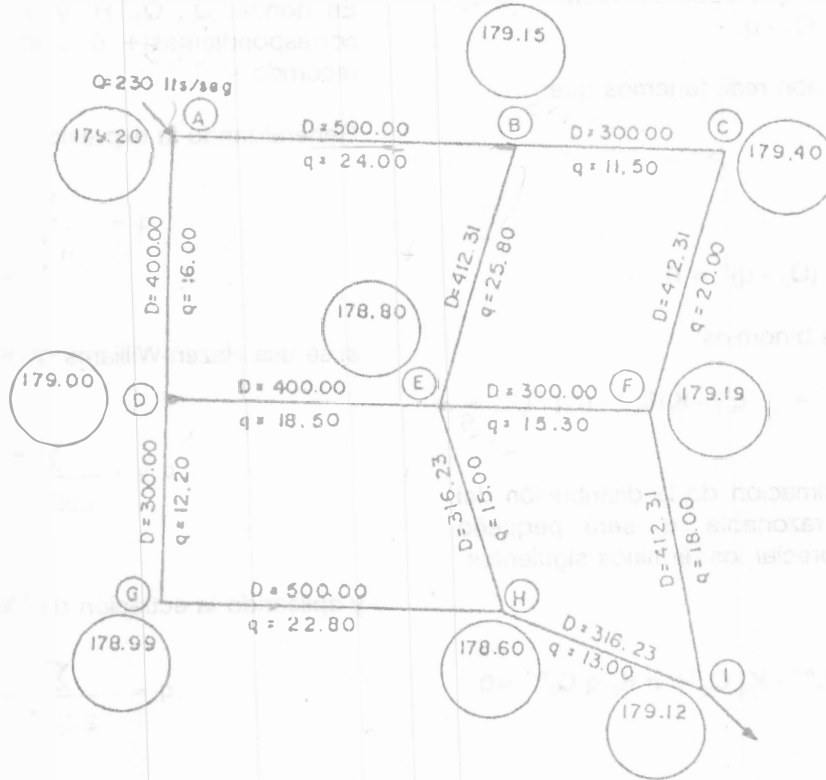 179.15
Q=230 lts/seg
A
179.20
D=500.00
q=24.00
B
D=300.00
q=11,50
C
179,40
D=400.00
q=16.00
D=412.31
q=25.80
D=412.31
q=20.00
178.80
179.00
D
D=400.00
q=18.50
E
D=300.00
q=15.30
F
179,19
D=300.00
q=12.20
D=316.23
q=15.00
D=412.31
q=18.00
G
D=500.00
q=22.80
H
D=316.23
q=13.00
I
178.99
178.60
179.12